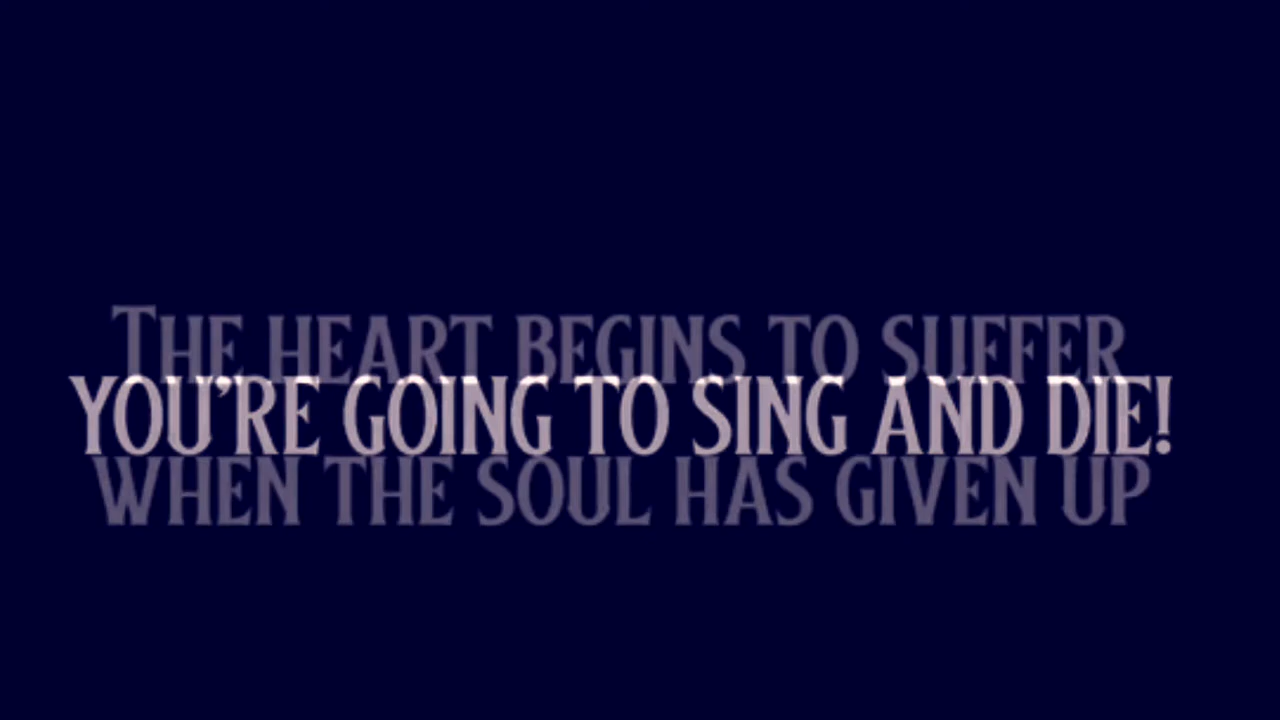 The heart begins to suffer
YOU'RE GOING TO SING AND DIE!
when the soul has given up